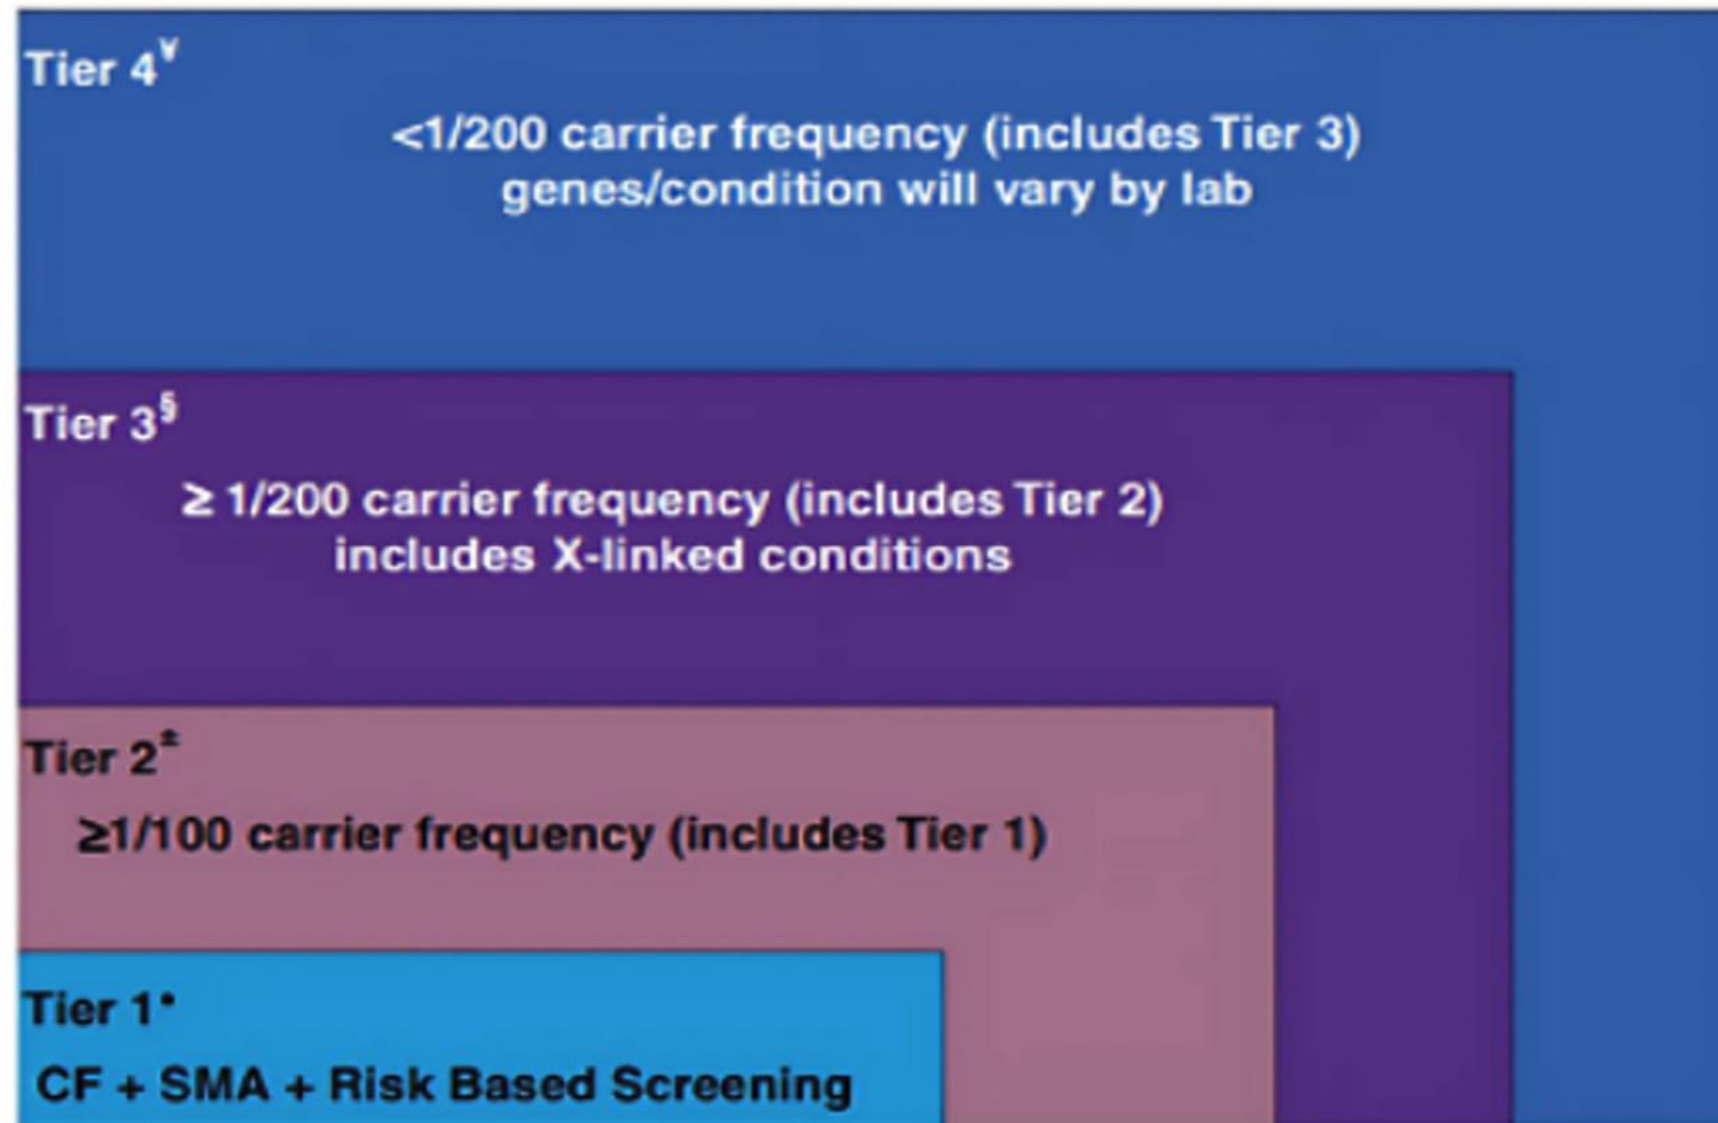 Tier 4¥
<1/200 carrier frequency (includes Tier 3)
genes/condition will vary by lab
Tier 3§
≥ 1/200 carrier frequency (includes Tier 2)
includes X-linked conditions
Tier 2±
≥1/100 carrier frequency (includes Tier 1)
Tier 1•
CF + SMA + Risk Based Screening